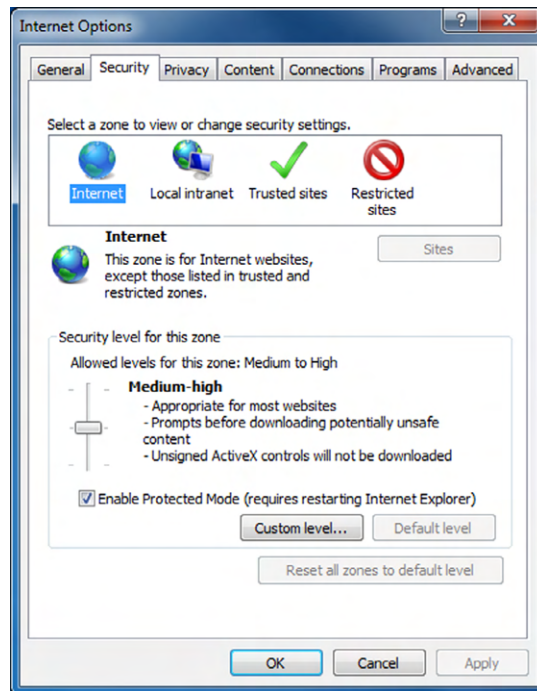 Internet Options
General Security Privacy Content Connections Programs Advanced
Select a zone to view or change security settings.
Internet Local intranet Trusted sites Restricted
sites
Internet
Sites
This zone is for Internet websites,
except those listed in trusted and
restricted zones.
Security level for this zone
Allowed levels for this zone: Medium to High
Medium-high
- Appropriate for most websites
- Prompts before downloading potentially unsafe
content
- Unsigned ActiveX controls will not be downloaded
Enable Protected Mode (requires restarting Internet Explorer)
Custom level... Default level
Reset all zones to default level
OK Cancel Apply